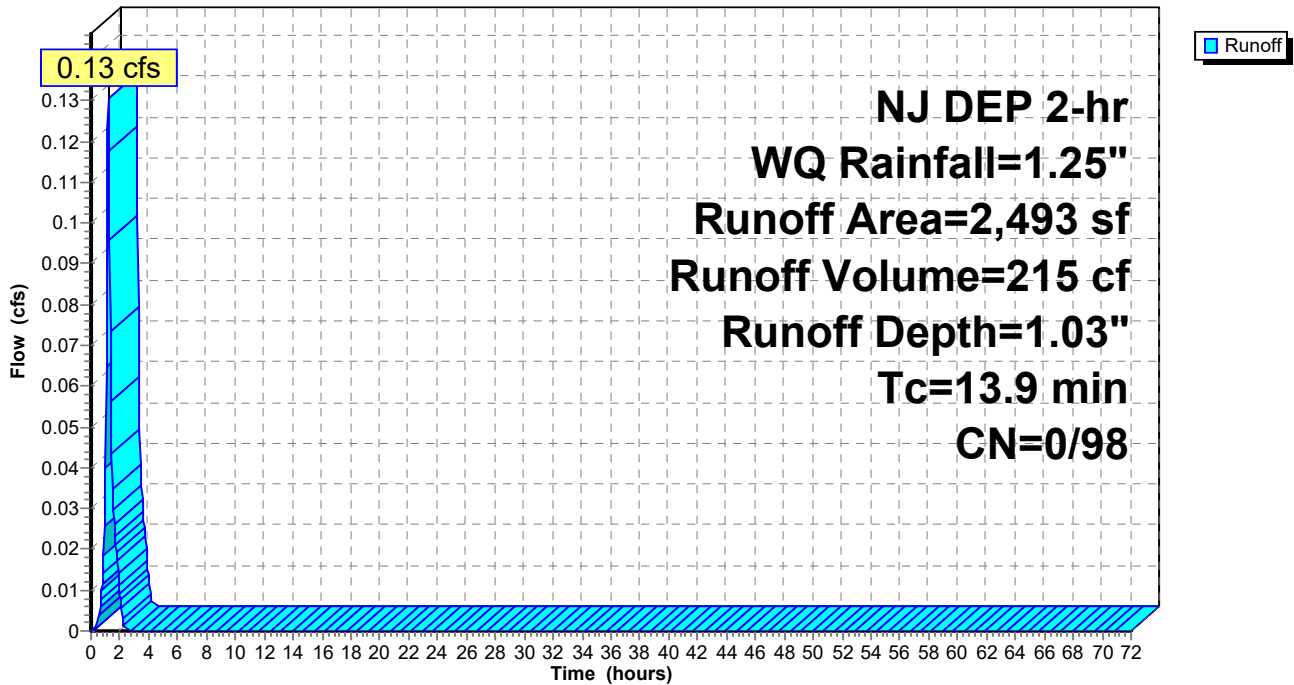 0.13 cfs
Runoff
NJ DEP 2-hr
WQ Rainfall=1.25"
Runoff Area=2,493 sf
Runoff Volume=215 cf
Runoff Depth=1.03"
Tc=13.9 min
CN=0/98
Flow (cfs)
0.13
0.12
0.11
0.1
0.09
0.08
0.07
0.06
0.05
0.04
0.03
0.02
0.01
0
0 2 4 6 8 10 12 14 16 18 20 22 24 26 28 30 32 34 36 38 40 42 44 46 48 50 52 54 56 58 60 62 64 66 68 70 72
Time (hours)